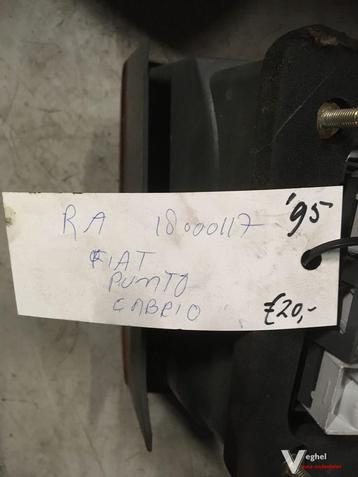 RA 18000117 '95
FIAT
PUNTO
CABRIO €20,-
Veghel